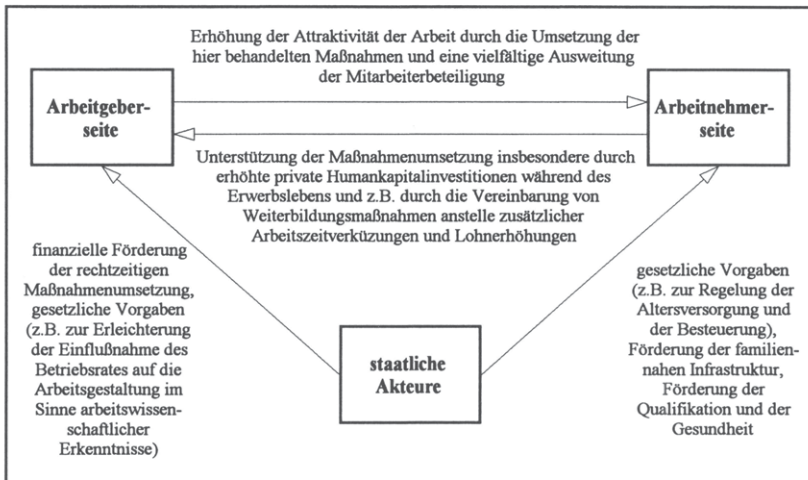 Erhöhung der Attraktivität der Arbeit durch die Umsetzung der
hier behandelten Maßnahmen und eine vielfältige Ausweitung
der Mitarbeiterbeteiligung
Arbeitgeber-
seite
Arbeitnehmer-
seite
Unterstützung der Maßnahmenumsetzung insbesondere durch
erhöhte private Humankapitalinvestitionen während des
Erwerbslebens und z.B. durch die Vereinbarung von
Weiterbildungsmaßnahmen anstelle zusätzlicher
Arbeitszeitverküzungen und Lohnerhöhungen
finanzielle Förderung
der rechtzeitigen
Maßnahmenumsetzung,
gesetzliche Vorgaben
(z.B. zur Erleichterung
der Einflußnahme des
Betriebsrates auf die
Arbeitsgestaltung im
Sinne arbeitswissen-
schaftlicher
Erkenntnisse)
staatliche
Akteure
gesetzliche Vorgaben
(z.B. zur Regelung der
Altersversorgung und
der Besteuerung),
Förderung der familien-
nahen Infrastruktur,
Förderung der
Qualifikation und der
Gesundheit